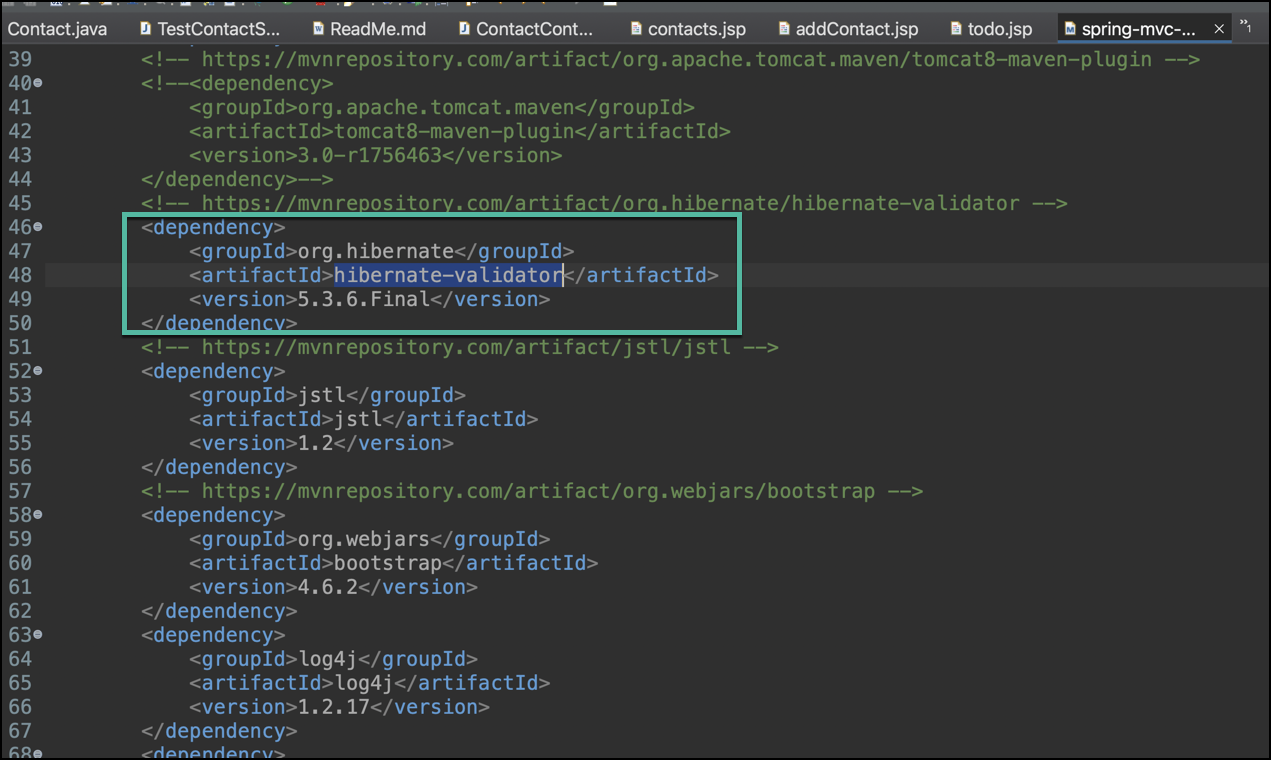 Contact.java TestContactS... ReadMe.md ContactCont... contacts.jsp addContact.jsp todo.jsp spring-mvc-... × »1
39 <!-- https://mvnrepository.com/artifact/org.apache.tomcat.maven/tomcat8-maven-plugin -->
40 <!--<dependency>
41 <groupId>org.apache.tomcat.maven</groupId>
42 <artifactId>tomcat8-maven-plugin</artifactId>
43 <version>3.0-r1756463</version>
44 </dependency>-->
45 <!-- https://mvnrepository.com/artifact/org.hibernate/hibernate-validator -->
46 <dependency>
47 <groupId>org.hibernate</groupId>
48 <artifactId>hibernate-validator</artifactId>
49 <version>5.3.6.Final</version>
50 </dependency>
51 <!-- https://mvnrepository.com/artifact/jstl/jstl -->
52 <dependency>
53 <groupId>jstl</groupId>
54 <artifactId>jstl</artifactId>
55 <version>1.2</version>
56 </dependency>
57 <!-- https://mvnrepository.com/artifact/org.webjars/bootstrap -->
58 <dependency>
59 <groupId>org.webjars</groupId>
60 <artifactId>bootstrap</artifactId>
61 <version>4.6.2</version>
62 </dependency>
63 <dependency>
64 <groupId>log4j</groupId>
65 <artifactId>log4j</artifactId>
66 <version>1.2.17</version>
67 </dependency>
68 <dependency>